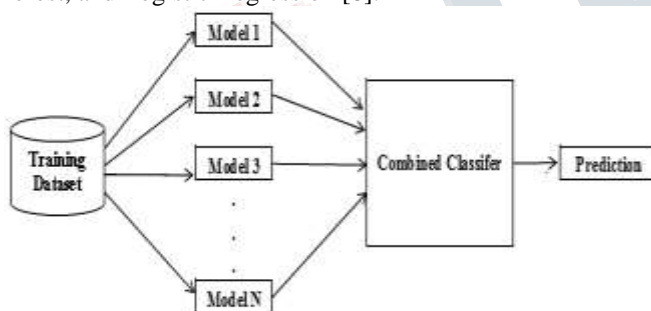 Model 1
Model 2
Training
Dataset
Model 3
Combined Classifer
Prediction
.
.
.
Model N